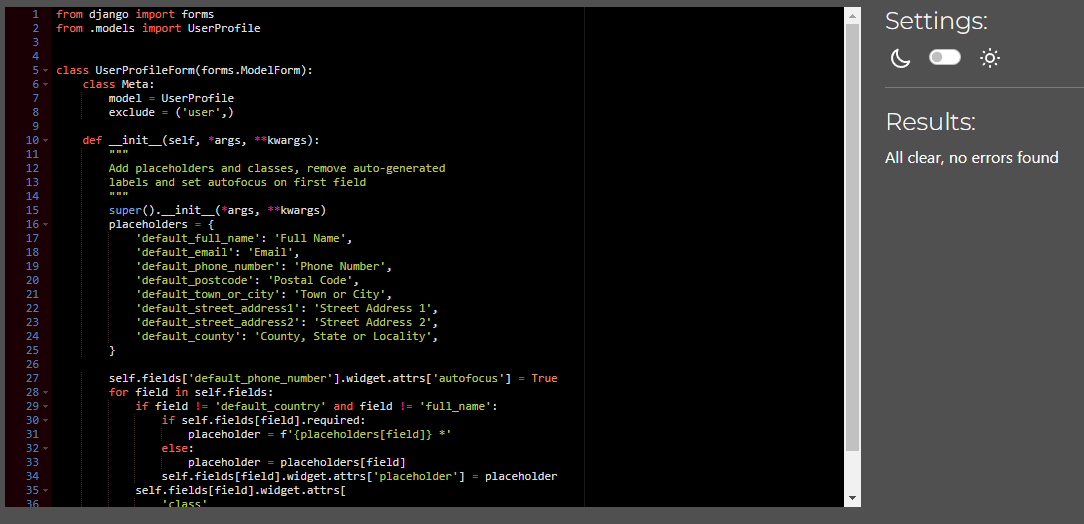 1 from django import forms
2 from .models import UserProfile
3
4
5 class UserProfileForm(forms.ModelForm):
6     class Meta:
7         model = UserProfile
8         exclude = ('user',)
9
10     def __init__(self, *args, **kwargs):
11         """
12         Add placeholders and classes, remove auto-generated
13         labels and set autofocus on first field
14         """
15         super().__init__(*args, **kwargs)
16         placeholders = {
17             'default_full_name': 'Full Name',
18             'default_email': 'Email',
19             'default_phone_number': 'Phone Number',
20             'default_postcode': 'Postal Code',
21             'default_town_or_city': 'Town or City',
22             'default_street_address1': 'Street Address 1',
23             'default_street_address2': 'Street Address 2',
24             'default_county': 'County, State or Locality',
25         }
26
27         self.fields['default_phone_number'].widget.attrs['autofocus'] = True
28         for field in self.fields:
29             if field != 'default_country' and field != 'full_name':
30                 if self.fields[field].required:
31                     placeholder = f'{placeholders[field]} *'
32                 else:
33                     placeholder = placeholders[field]
34                 self.fields[field].widget.attrs['placeholder'] = placeholder
35             self.fields[field].widget.attrs[
36                 'class'
Settings:
Results:
All clear, no errors found